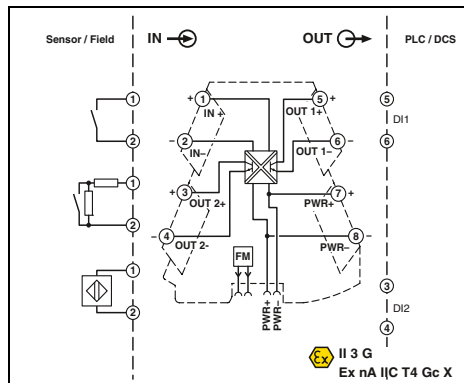 Sensor / Field
IN
OUT
PLC / DCS
1
2
1
2
1
2
+ 1
IN +
- 2
IN–
+ 3
OUT 2+
- 4
OUT 2-
5 +
OUT 1+
6 -
OUT 1–
7 +
PWR+
8 -
PWR–
FM
PWR+
PWR–
5
DI1
6
3
DI2
4
Ex
II 3 G
Ex nA IIC T4 Gc X